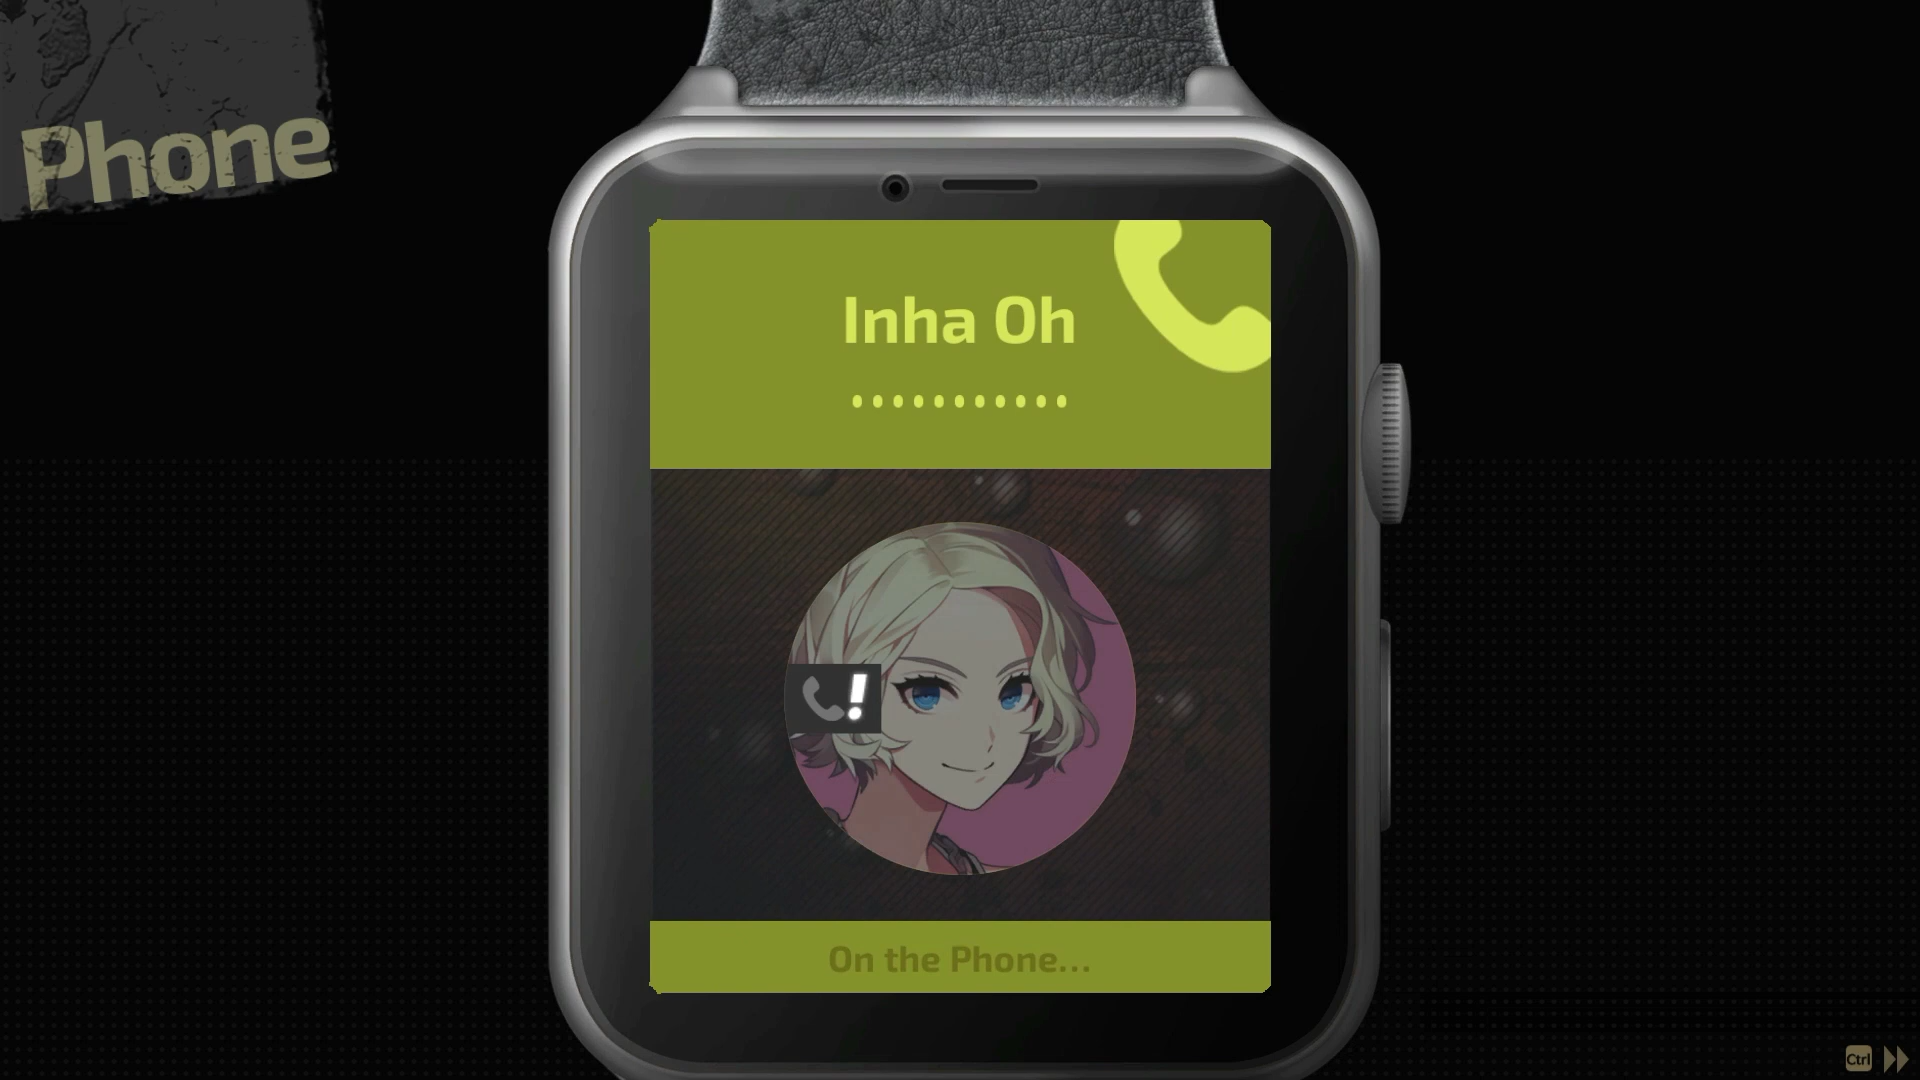 Phone
Inha Oh
...........
!
On the Phone...
Ctrl